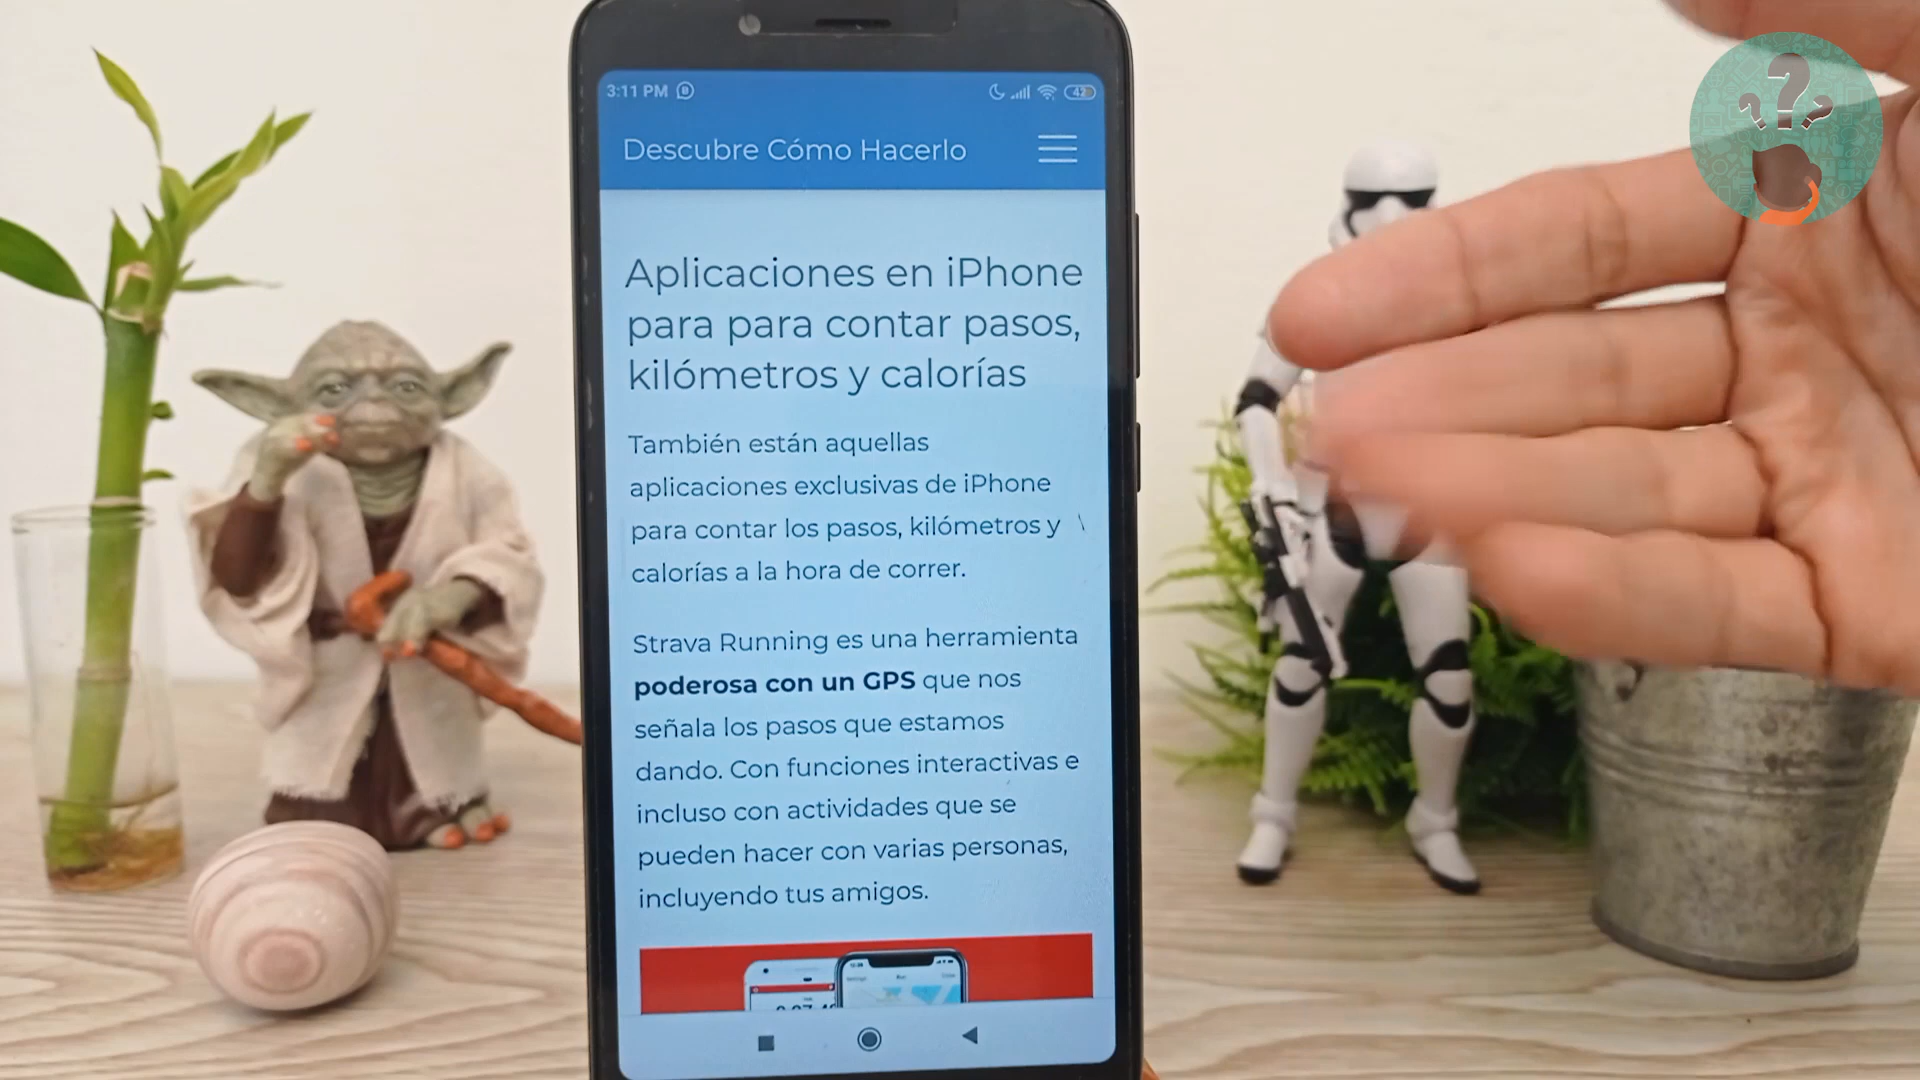 3:11 PM
42
Descubre Cómo Hacerlo
Aplicaciones en iPhone
para para contar pasos,
kilómetros y calorías
También están aquellas
aplicaciones exclusivas de iPhone
para contar los pasos, kilómetros y
calorías a la hora de correr.
Strava Running es una herramienta
poderosa con un GPS que nos
señala los pasos que estamos
dando. Con funciones interactivas e
incluso con actividades que se
pueden hacer con varias personas,
incluyendo tus amigos.